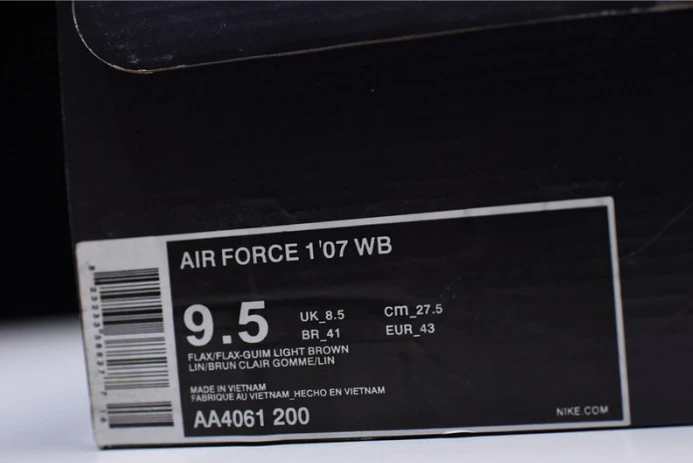 AIR FORCE 1'07 WB
9.5
UK_8.5
cm_27.5
BR_41
EUR_43
FLAX/FLAX-GUIM LIGHT BROWN
LIN/BRUN CLAIR GOMME/LIN
MADE IN VIETNAM
FABRIQUE AU VIETNAM_HECHO EN VIETNAM
AA4061 200
NIKE.COM